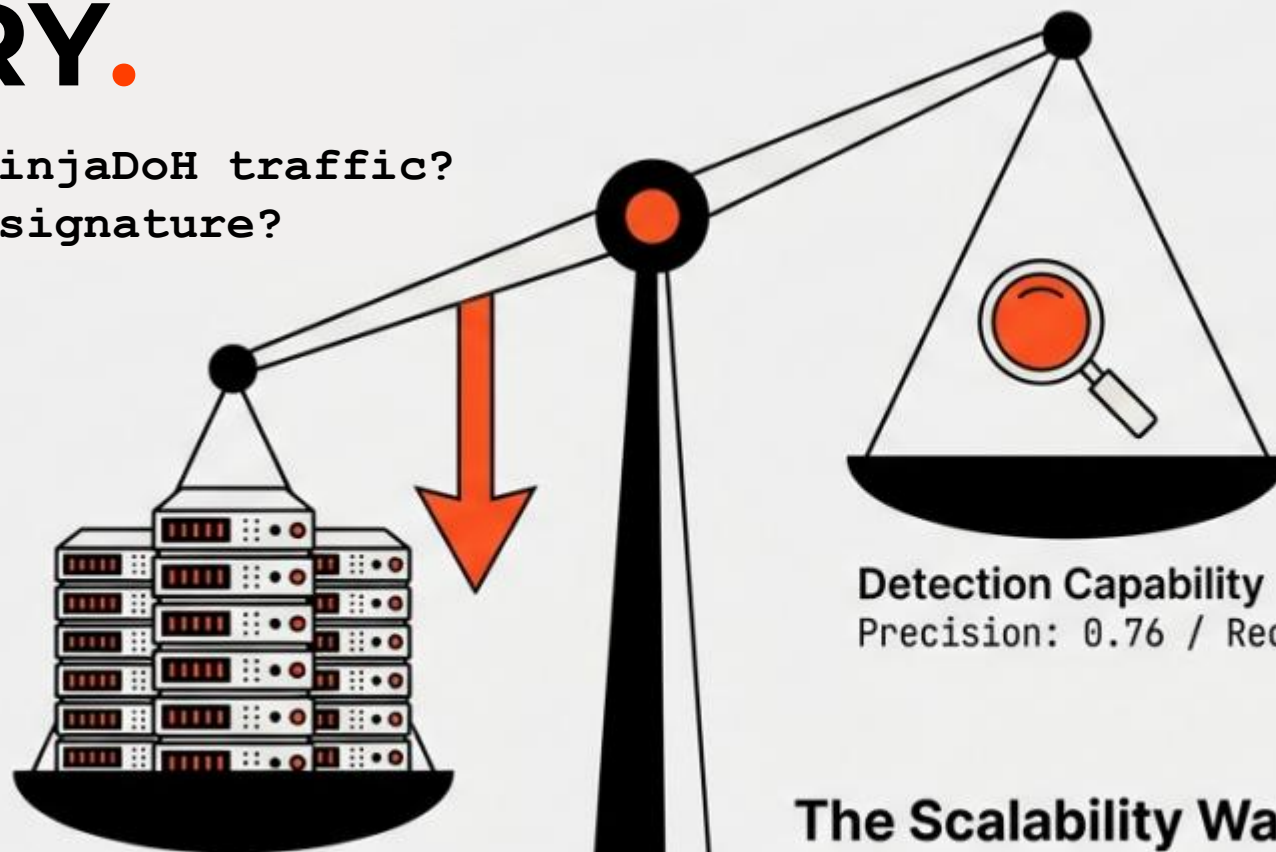 RY.
injaDoH traffic?
signature?
Detection Capability
Precision: 0.76 / Rec
The Scalability Wa